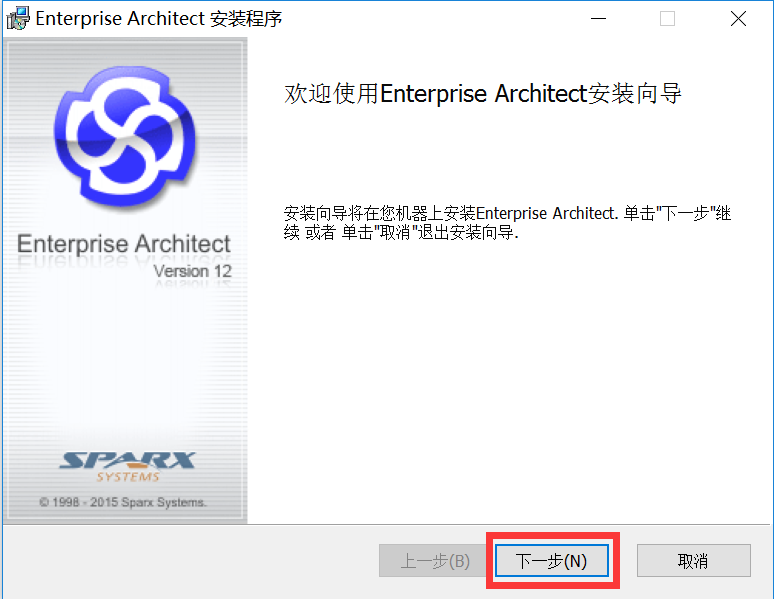 Enterprise Architect 安装程序
欢迎使用Enterprise Architect安装向导
安装向导将在您机器上安装Enterprise Architect. 单击"下一步"继
续 或者 单击"取消"退出安装向导.
Enterprise Architect
Version 12
SPARX
SYSTEMS
© 1998 - 2015 Sparx Systems.
上一步(B)
下一步(N)
取消